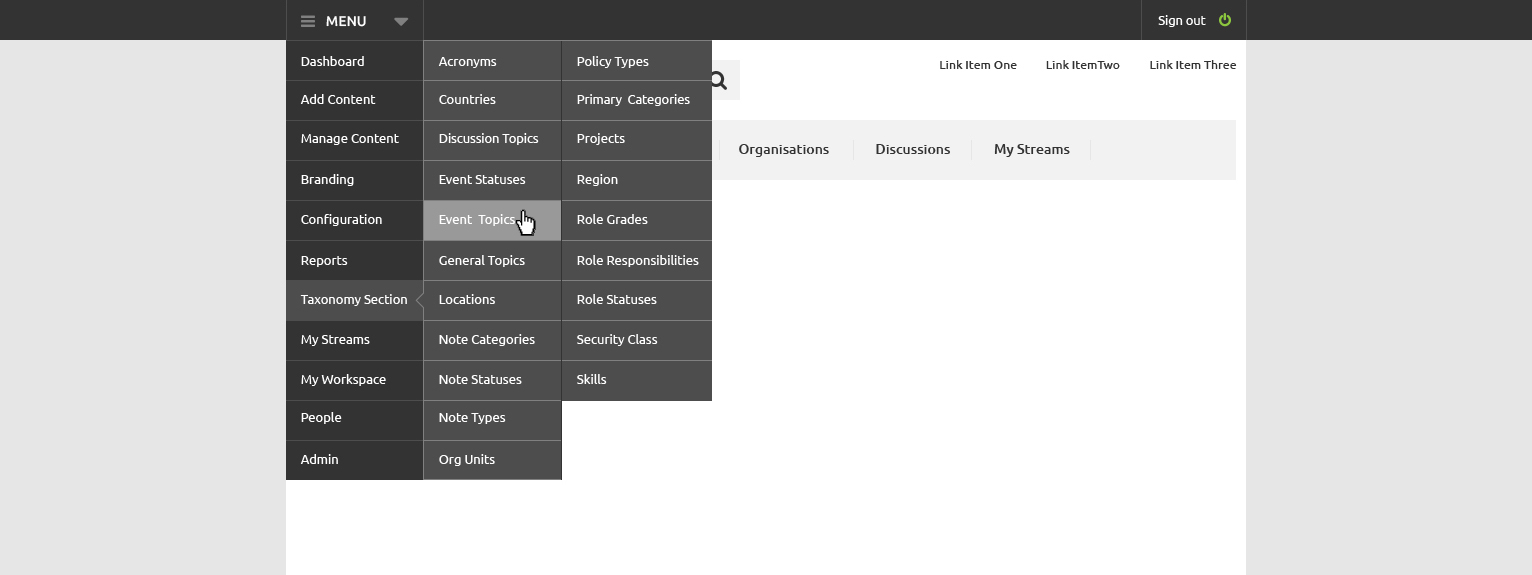 MENU
Sign out
Dashboard
Add Content
Manage Content
Branding
Configuration
Reports
Taxonomy Section
My Streams
My Workspace
People
Admin
Acronyms
Countries
Discussion Topics
Event Statuses
Event  Topics
General Topics
Locations
Note Categories
Note Statuses
Note Types
Org Units
Policy Types
Primary  Categories
Projects
Region
Role Grades
Role Responsibilities
Role Statuses
Security Class
Skills
Link Item One
Link ItemTwo
Link Item Three
Organisations
Discussions
My Streams